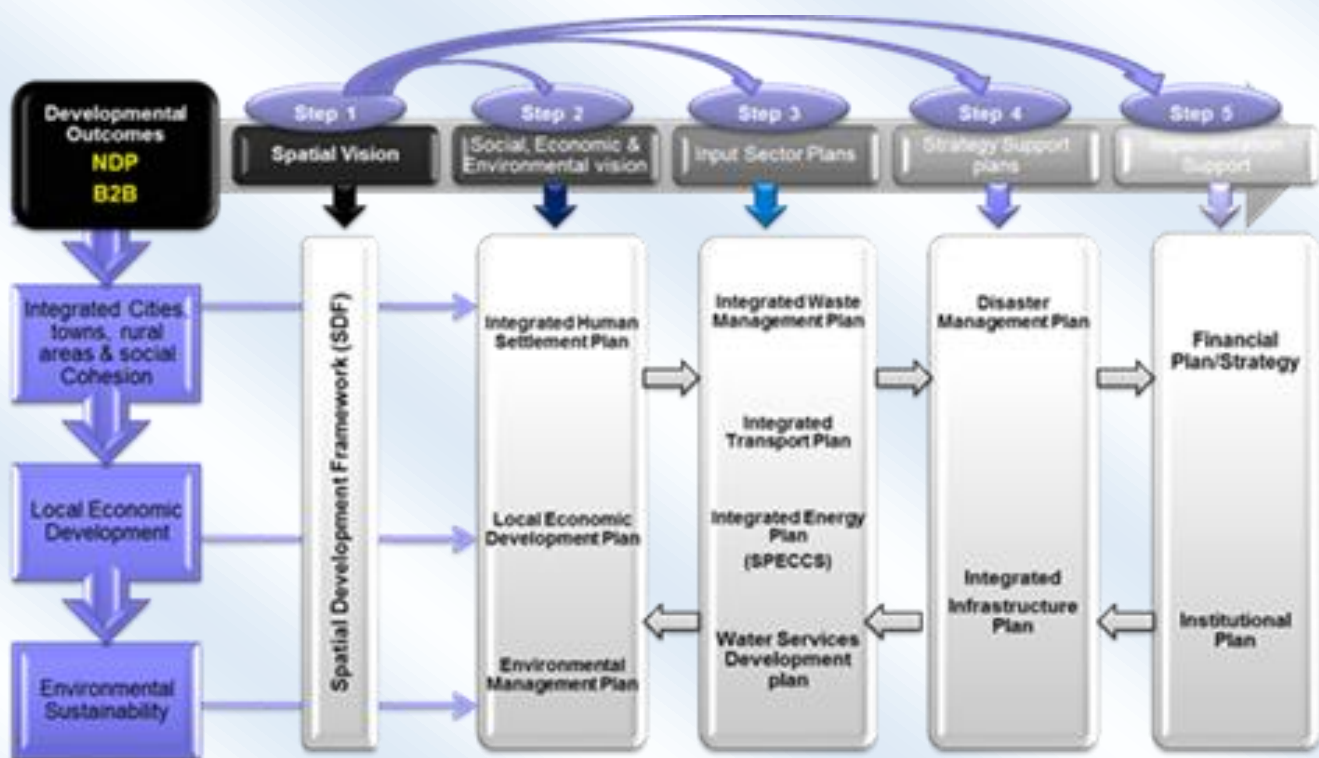 Developmental
Outcomes
NDP
B2B
Step 1
Spatial Vision
Step 2
Social, Economic &
Environmental vision
Step 3
Input Sector Plans
Step 4
Strategy Support
plans
Step 5
Implementation
Support
Integrated Cities,
towns, rural
areas & social
Cohesion
Local Economic
Development
Environmental
Sustainability
Spatial Development Framework (SDF)
Integrated Human
Settlement Plan
Local Economic
Development Plan
Environmental
Management Plan
Integrated Waste
Management Plan
Integrated
Transport Plan
Integrated Energy
Plan
(SPECCS)
Water Services
Development
plan
Disaster
Management Plan
Integrated
Infrastructure
Plan
Financial
Plan/Strategy
Institutional
Plan